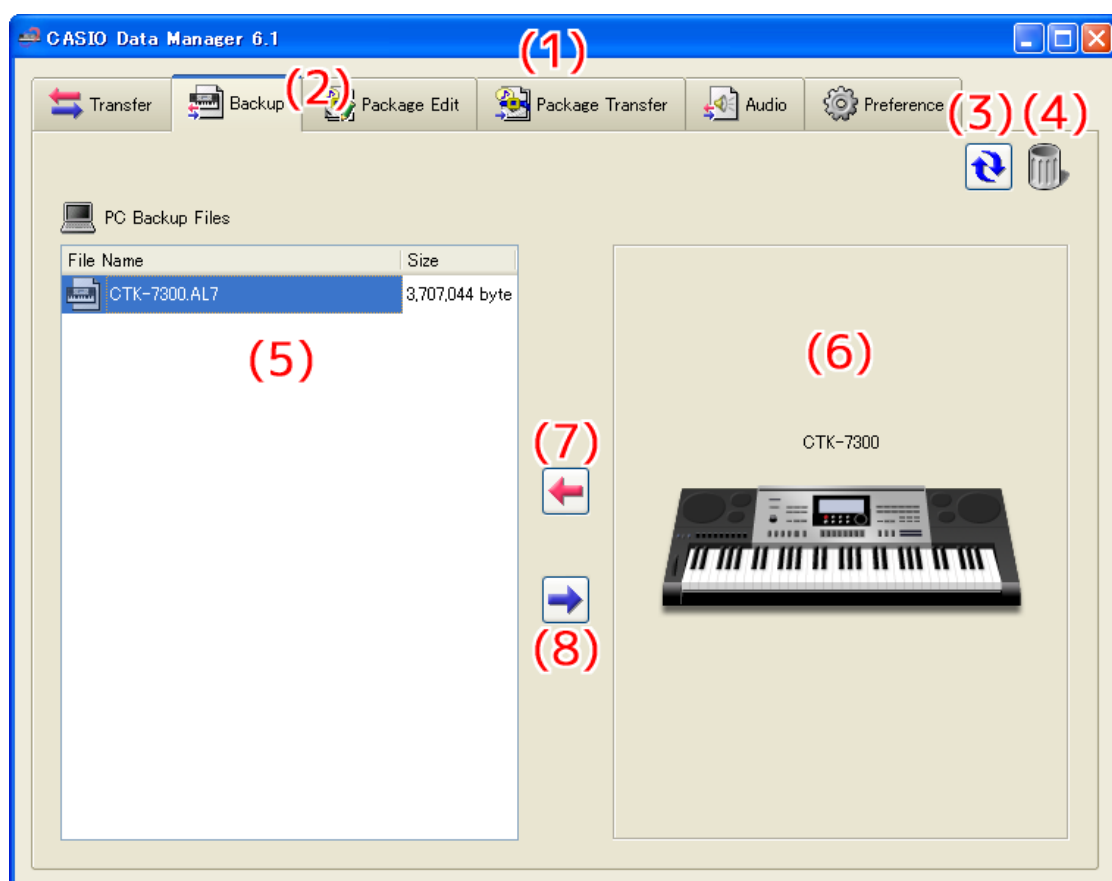 CASIO Data Manager 6.1
(1)
Transfer
Backup
(2)
Package Edit
Package Transfer
Audio
Preference
(3)
(4)
PC Backup Files
File Name Size
CTK-7300.AL7 3,707,044 byte
(5)
(6)
(7)
CTK-7300
(8)